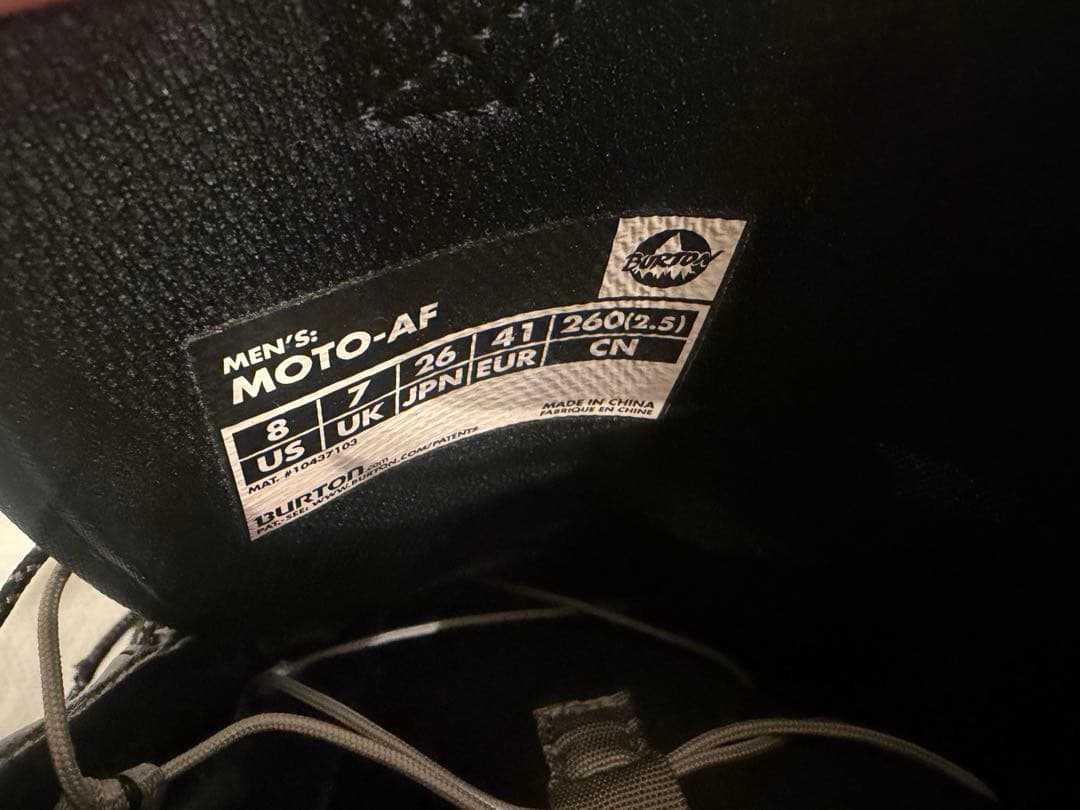 BURTON
MEN'S:
MOTO-AF
8 7 26 41 260(2.5)
US UK JPN EUR CN
MAT. #10437103
MADE IN CHINA
FABRIQUÉ EN CHINE
BURTON.com
PAT.-SEE: WWW.BURTON.COM/PATENTS